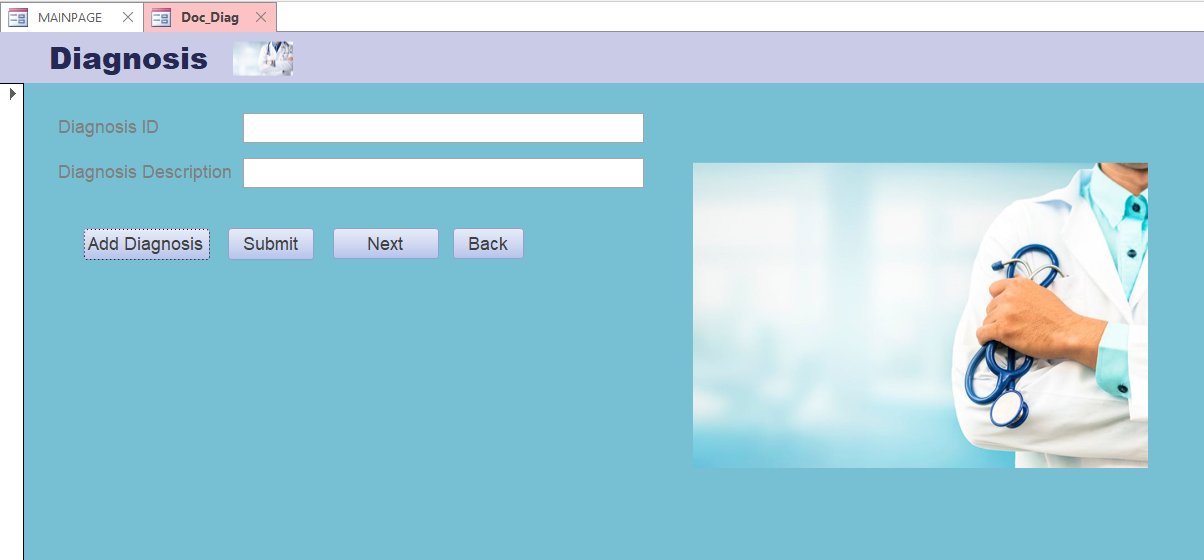 MAINPAGE Doc_Diag
Diagnosis
Diagnosis ID
Diagnosis Description
Add Diagnosis Submit Next Back